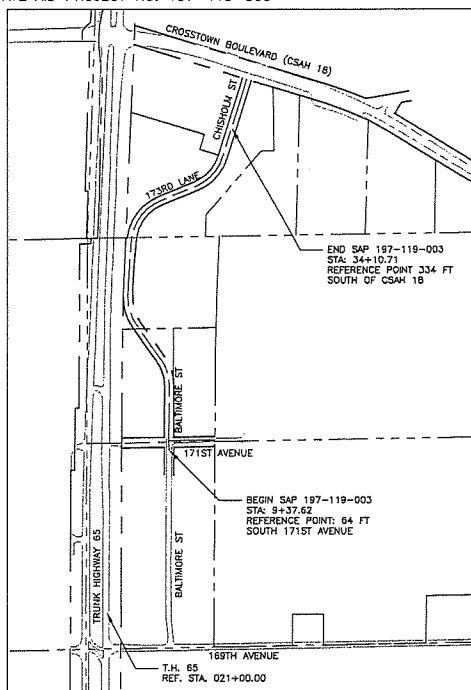 CROSSTOWN BOULEVARD (CSAH 18)
CHISHOLM ST
173RD LANE
END SAP 197-119-003
STA: 34+10.71
REFERENCE POINT 334 FT
SOUTH OF CSAH 18
BALTIMORE ST
171ST AVENUE
BEGIN SAP 197-119-003
STA: 9+37.62
REFERENCE POINT: 64 FT
SOUTH 171ST AVENUE
TRUNK HIGHWAY 65
BALTIMORE ST
169TH AVENUE
T.H. 65
REF. STA. 021+00.00